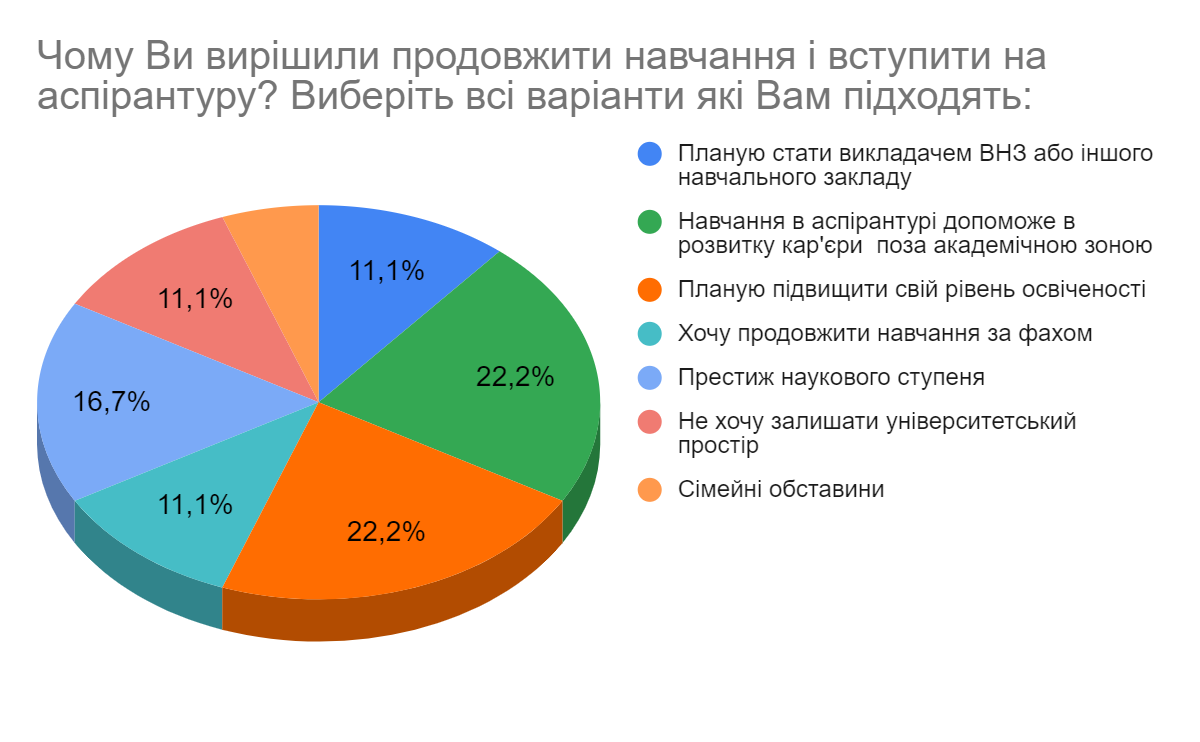 Чому Ви вирішили продовжити навчання і вступити на
аспірантуру? Виберіть всі варіанти які Вам підходять:
Планую стати викладачем ВНЗ або іншого
навчального закладу
Навчання в аспірантурі допоможе в
розвитку кар'єри  поза академічною зоною
Планую підвищити свій рівень освіченості
Хочу продовжити навчання за фахом
Престиж наукового ступеня
Не хочу залишати університетський
простір
Сімейні обставини
11,1%
22,2%
22,2%
11,1%
16,7%
11,1%